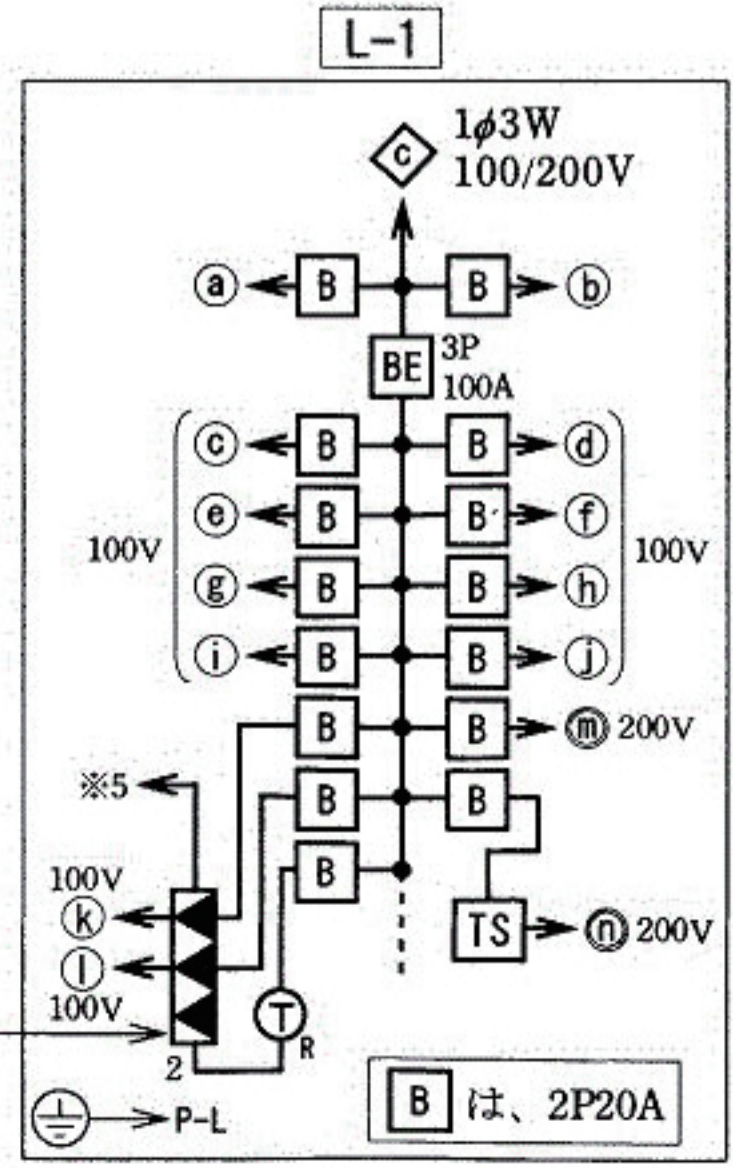 L-1
1φ3W
100/200V
C
ⓐ B B ⓑ
BE 3P
100A
ⓒ B B ⓓ
ⓔ B B ⓕ
100V 100V
ⓖ B B ⓗ
ⓘ B B ⓙ
B B ⓜ 200V
※5 B B
B
100V
ⓚ TS ⓝ 200V
ⓛ
100V
T R
2
P-L
B は、2P20A